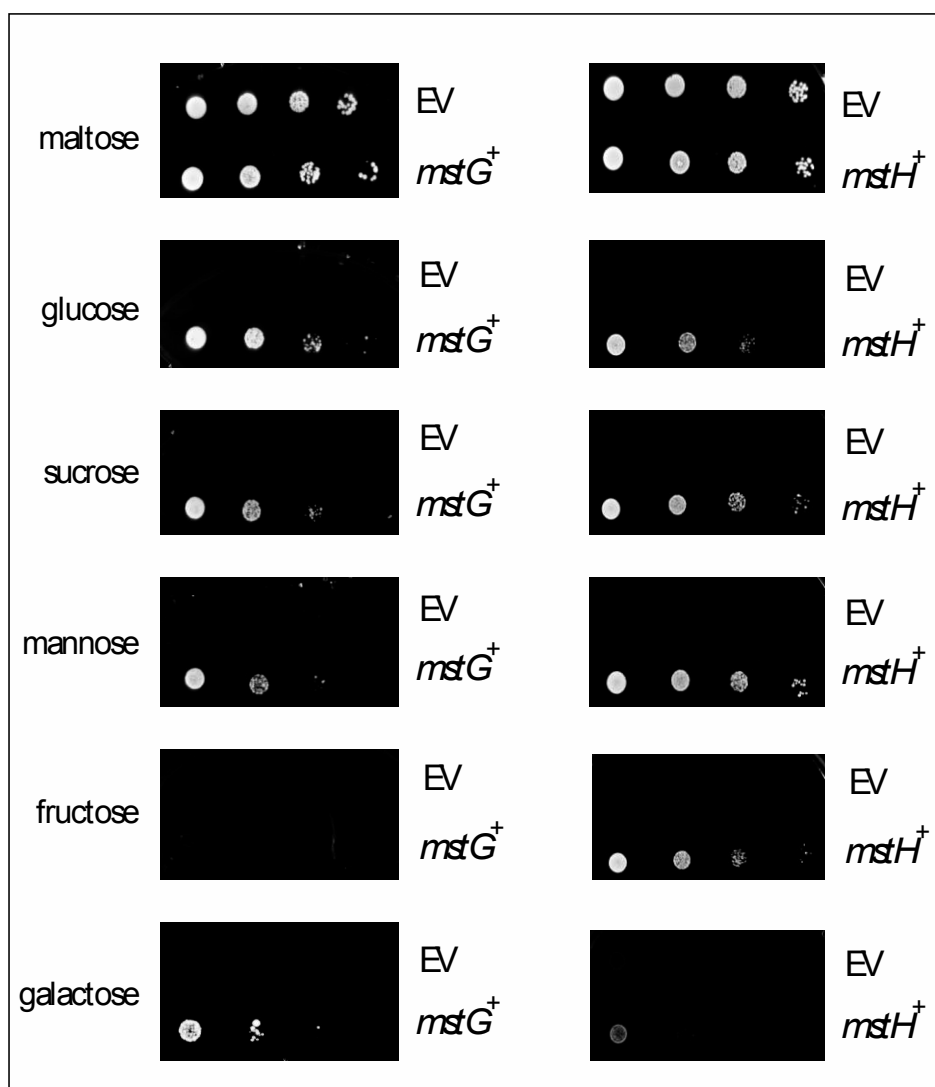 maltose
EV
mstG+
EV
mstH+
glucose
EV
mstG+
EV
mstH+
sucrose
EV
mstG+
EV
mstH+
mannose
EV
mstG+
EV
mstH+
fructose
EV
mstG+
EV
mstH+
galactose
EV
mstG+
EV
mstH+